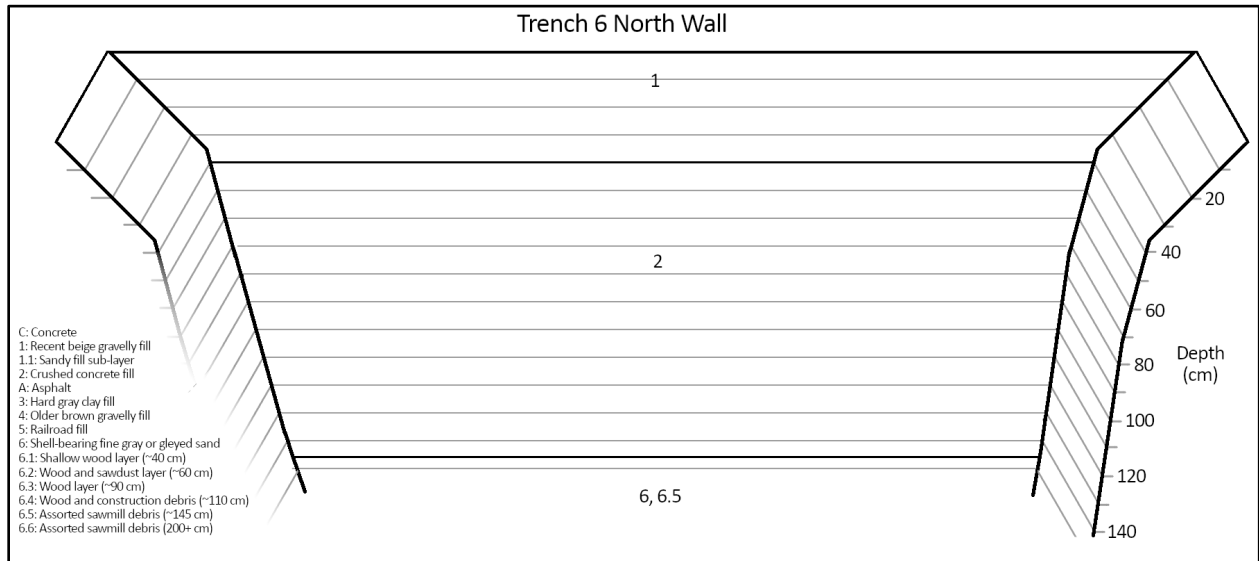 Trench 6 North Wall
1
20
2
40
60
80
100
120
140
Depth
(cm)
C: Concrete
1: Recent beige gravelly fill
1.1: Sandy fill sub-layer
2: Crushed concrete fill
A: Asphalt
3: Hard gray clay fill
4: Older brown gravelly fill
5: Railroad fill
6: Shell-bearing fine gray or gleyed sand
6.1: Shallow wood layer (~40 cm)
6.2: Wood and sawdust layer (~60 cm)
6.3: Wood layer (~90 cm)
6.4: Wood and construction debris (~110 cm)
6.5: Assorted sawmill debris (~145 cm)
6.6: Assorted sawmill debris (200+ cm)
6, 6.5